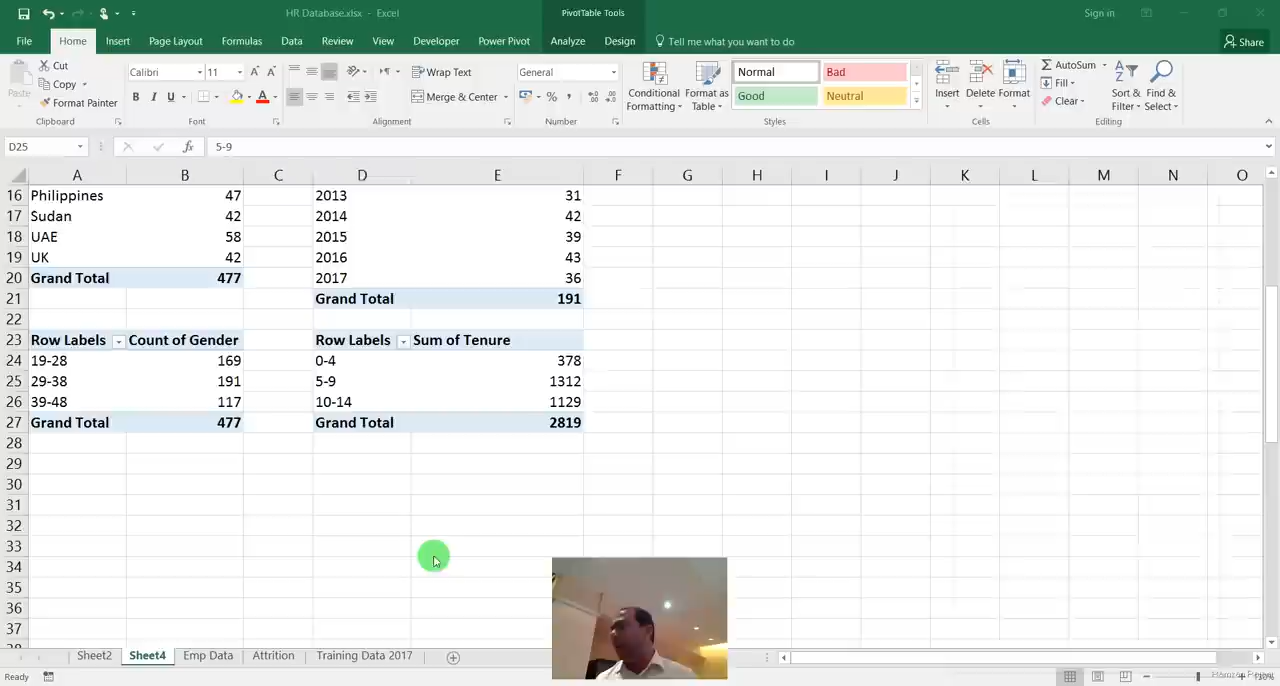 HR Database.xlsx - Excel
PivotTable Tools
Sign in
File Home Insert Page Layout Formulas Data Review View Developer Power Pivot Analyze Design Tell me what you want to do Share
Paste
Cut
Copy
Format Painter
Clipboard
Calibri 11
B I U
Font
Wrap Text
Merge & Center
Alignment
General
%
Number
Conditional Formatting
Format as Table
Normal Bad
Good Neutral
Styles
Insert Delete Format
Cells
AutoSum
Fill
Clear
Sort & Filter
Find & Select
Editing
D25 fx 5-9
A B C D E F G H I J K L M N O
16 Philippines 47 2013 31
17 Sudan 42 2014 42
18 UAE 58 2015 39
19 UK 42 2016 43
20 Grand Total 477 2017 36
21 Grand Total 191
22
23 Row Labels Count of Gender Row Labels Sum of Tenure
24 19-28 169 0-4 378
25 29-38 191 5-9 1312
26 39-48 117 10-14 1129
27 Grand Total 477 Grand Total 2819
28
29
30
31
32
33
34
35
36
37
Sheet2 Sheet4 Emp Data Attrition Training Data 2017
Ready